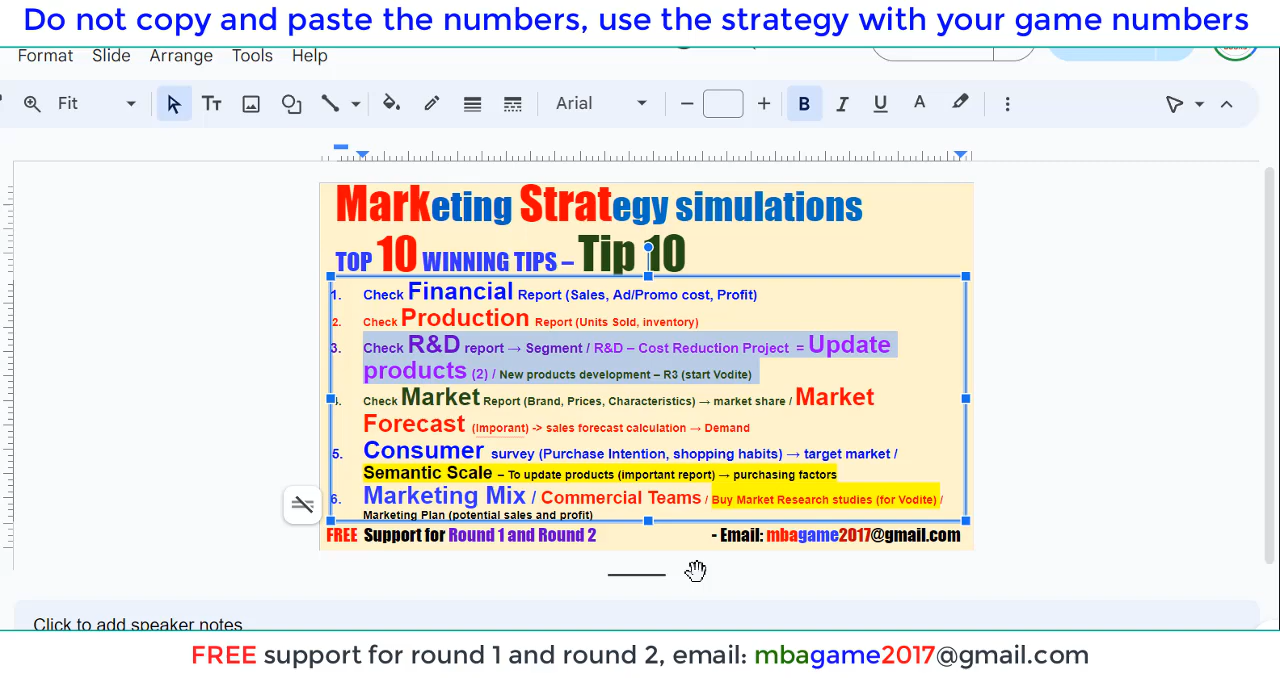 Do not copy and paste the numbers, use the strategy with your game numbers
Format Slide Arrange Tools Help
Fit Arial B I U A
Marketing Strategy simulations
TOP 10 WINNING TIPS – Tip 10
1. Check Financial Report (Sales, Ad/Promo cost, Profit)
2. Check Production Report (Units Sold, inventory)
3. Check R&D report → Segment / R&D – Cost Reduction Project = Update
products (2) / New products development – R3 (start Vodite)
4. Check Market Report (Brand, Prices, Characteristics) → market share / Market
Forecast (Imporant) -> sales forecast calculation → Demand
5. Consumer survey (Purchase Intention, shopping habits) → target market /
Semantic Scale – To update products (important report) → purchasing factors
6. Marketing Mix / Commercial Teams / Buy Market Research studies (for Vodite) /
Marketing Plan (potential sales and profit)
FREE Support for Round 1 and Round 2 - Email: mbagame2017@gmail.com
Click to add speaker notes
FREE support for round 1 and round 2, email: mbagame2017@gmail.com